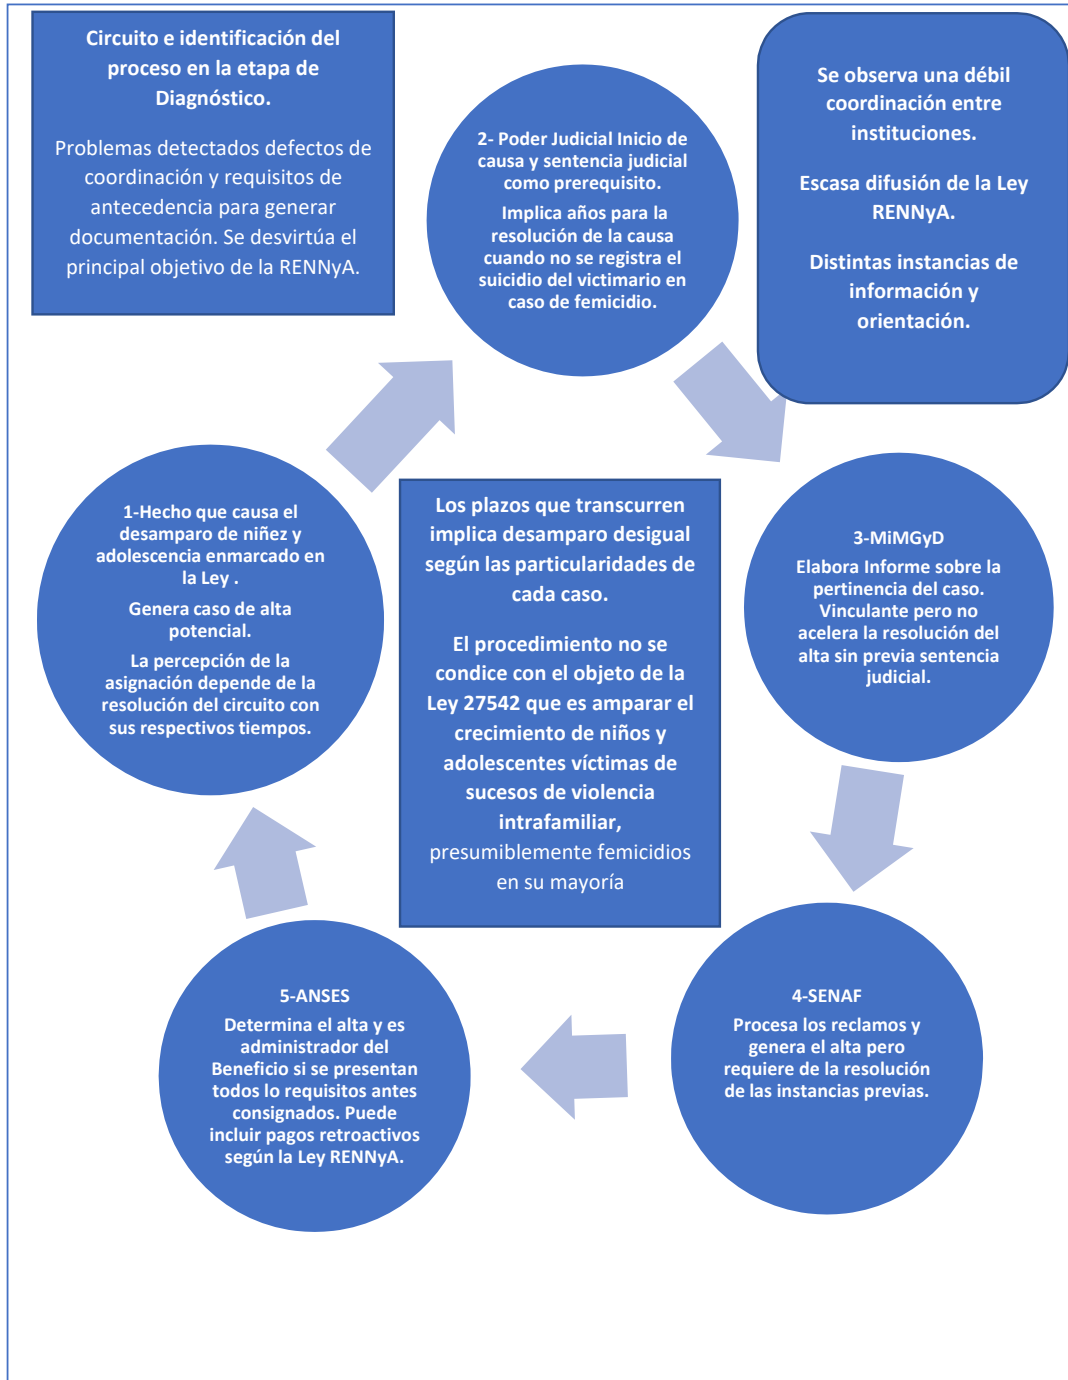 Circuito e identificación del
proceso en la etapa de
Diagnóstico.
Problemas detectados defectos de
coordinación y requisitos de
antecedencia para generar
documentación. Se desvirtúa el
principal objetivo de la RENNyA.
2- Poder Judicial Inicio de
causa y sentencia judicial
como prerequisito.
Implica años para la
resolución de la causa
cuando no se registra el
suicidio del victimario en
caso de femicidio.
Se observa una débil
coordinación entre
instituciones.
Escasa difusión de la Ley
RENNyA.
Distintas instancias de
información y
orientación.
1-Hecho que causa el
desamparo de niñez y
adolescencia enmarcado en
la Ley .
Genera caso de alta
potencial.
La percepción de la
asignación depende de la
resolución del circuito con
sus respectivos tiempos.
Los plazos que transcurren
implica desamparo desigual
según las particularidades de
cada caso.
El procedimiento no se
condice con el objeto de la
Ley 27542 que es amparar el
crecimiento de niños y
adolescentes víctimas de
sucesos de violencia
intrafamiliar,
presumiblemente femicidios
en su mayoría
3-MiMGyD
Elabora Informe sobre la
pertinencia del caso.
Vinculante pero no
acelera la resolución del
alta sin previa sentencia
judicial.
4-SENAF
Procesa los reclamos y
genera el alta pero
requiere de la resolución
de las instancias previas.
5-ANSES
Determina el alta y es
administrador del
Beneficio si se presentan
todos lo requisitos antes
consignados. Puede
incluir pagos retroactivos
según la Ley RENNyA.